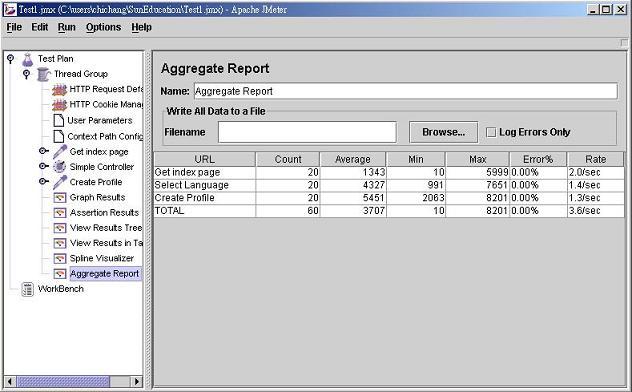 Test1.jmx (C:\users\chichang\SunEducation\Test1.jmx) - Apache JMeter
File Edit Run Options Help
Test Plan
Thread Group
HTTP Request Defa
HTTP Cookie Manag
User Parameters
Context Path Config
Get index page
Simple Controller
Create Profile
Graph Results
Assertion Results
View Results Tree
View Results in Ta
Spline Visualizer
Aggregate Report
WorkBench
Aggregate Report
Name: Aggregate Report
Write All Data to a File
Filename Browse... Log Errors Only
URL Count Average Min Max Error% Rate
Get index page 20 1343 10 5999 0.00% 2.0/sec
Select Language 20 4327 991 7651 0.00% 1.4/sec
Create Profile 20 5451 2063 8201 0.00% 1.3/sec
TOTAL 60 3707 10 8201 0.00% 3.6/sec